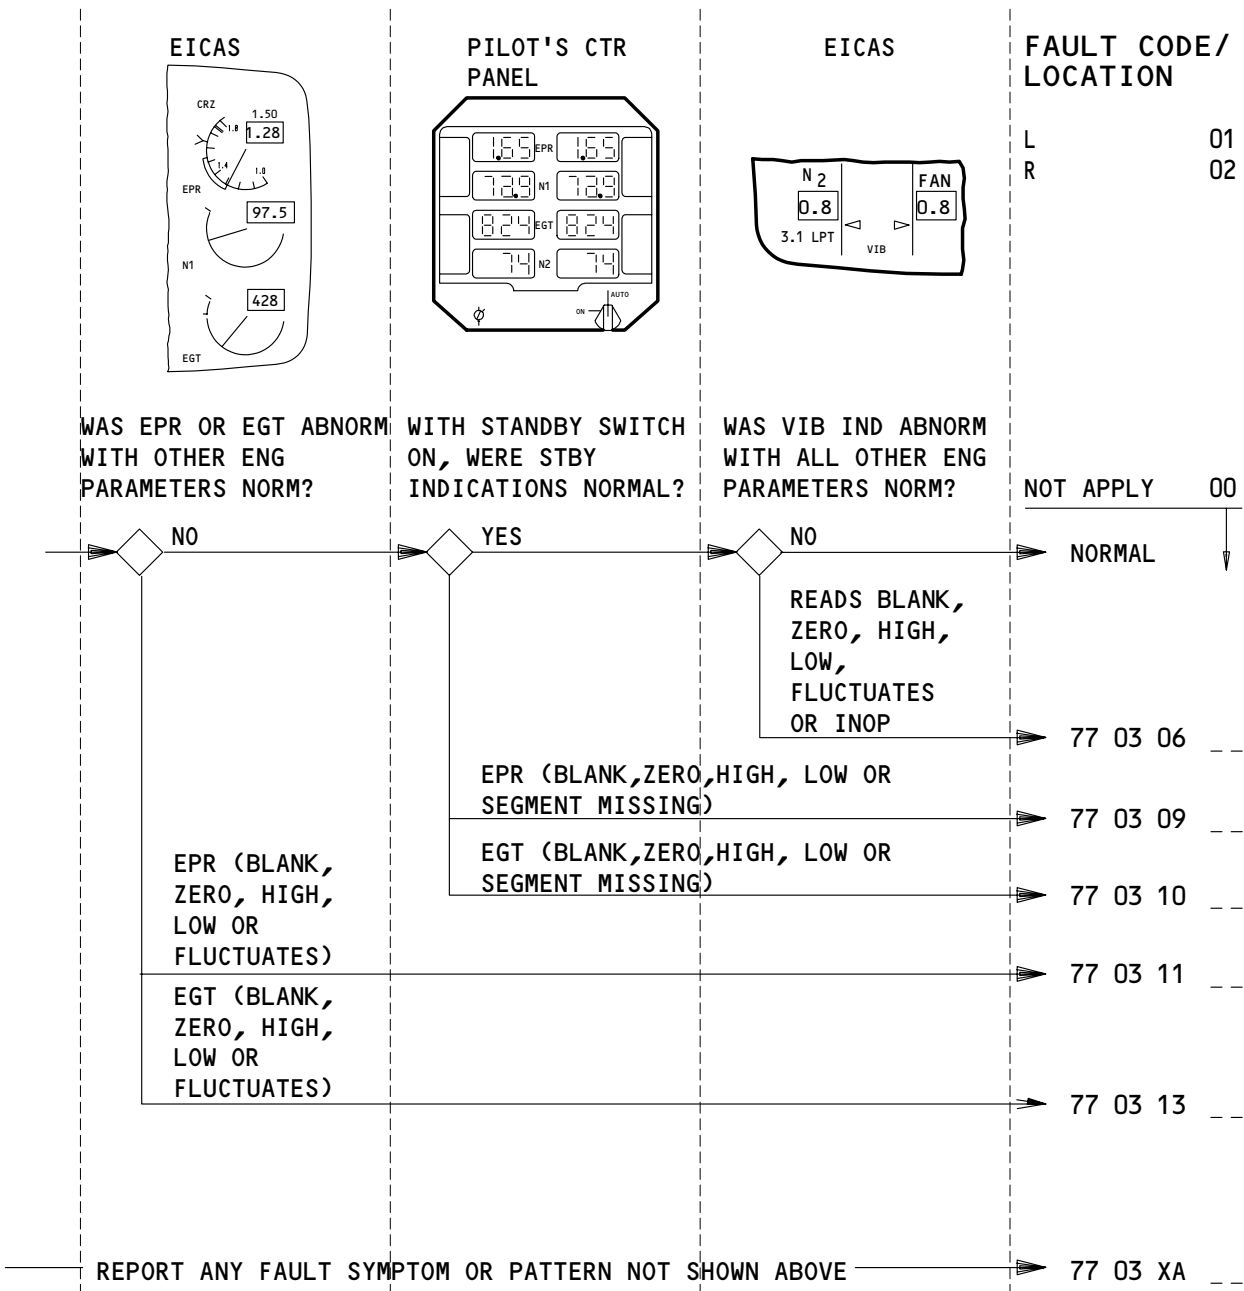 EICAS
CRZ
1.50
1.28
1.8
1.4
1.0
EPR
97.5
N1
428
EGT
PILOT'S CTR
PANEL
1.65 EPR 1.65
72.9 N1 72.9
824 EGT 824
74 N2 74
AUTO
ON
EICAS
N2
FAN
0.8
0.8
3.1 LPT
VIB
FAULT CODE/
LOCATION
L 01
R 02
WAS EPR OR EGT ABNORM
WITH OTHER ENG
PARAMETERS NORM?
WITH STANDBY SWITCH
ON, WERE STBY
INDICATIONS NORMAL?
WAS VIB IND ABNORM
WITH ALL OTHER ENG
PARAMETERS NORM?
NOT APPLY 00
NO
YES
NO
NORMAL
READS BLANK,
ZERO, HIGH,
LOW,
FLUCTUATES
OR INOP
77 03 06 _ _
EPR (BLANK,ZERO,HIGH, LOW OR
SEGMENT MISSING)
77 03 09 _ _
EGT (BLANK,ZERO,HIGH, LOW OR
SEGMENT MISSING)
77 03 10 _ _
EPR (BLANK,
ZERO, HIGH,
LOW OR
FLUCTUATES)
77 03 11 _ _
EGT (BLANK,
ZERO, HIGH,
LOW OR
FLUCTUATES)
77 03 13 _ _
REPORT ANY FAULT SYMPTOM OR PATTERN NOT SHOWN ABOVE
77 03 XA _ _